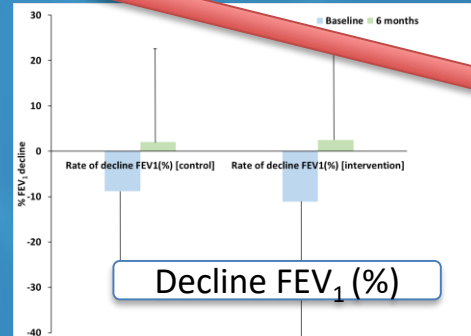 30
Baseline 6 months
20
10
0
Rate of decline FEV1(%) [control] Rate of decline FEV1(%) [intervention]
% FEV₁ decline
-10
-20
-30
-40
Decline FEV₁ (%)